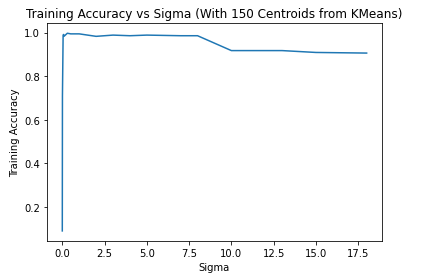 Training Accuracy vs Sigma (With 150 Centroids from KMeans)
1.0
0.8
0.6
0.4
0.2
Training Accuracy
0.0 2.5 5.0 7.5 10.0 12.5 15.0 17.5
Sigma